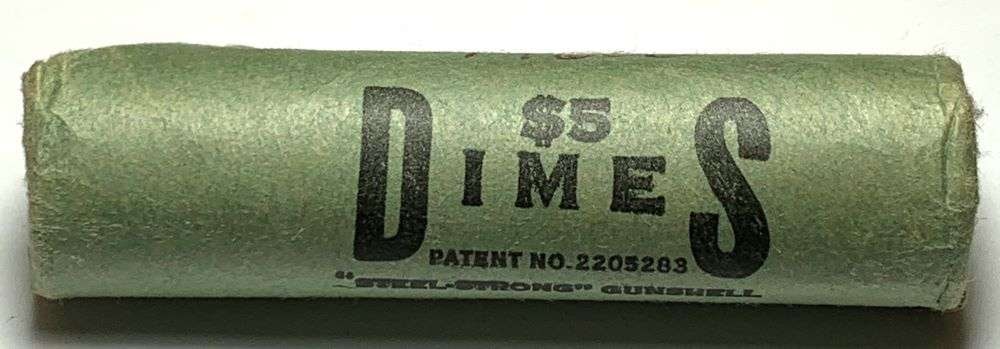 $5
DIMES
PATENT NO. 2205283
"STEEL-STRONG" GUNSHELL